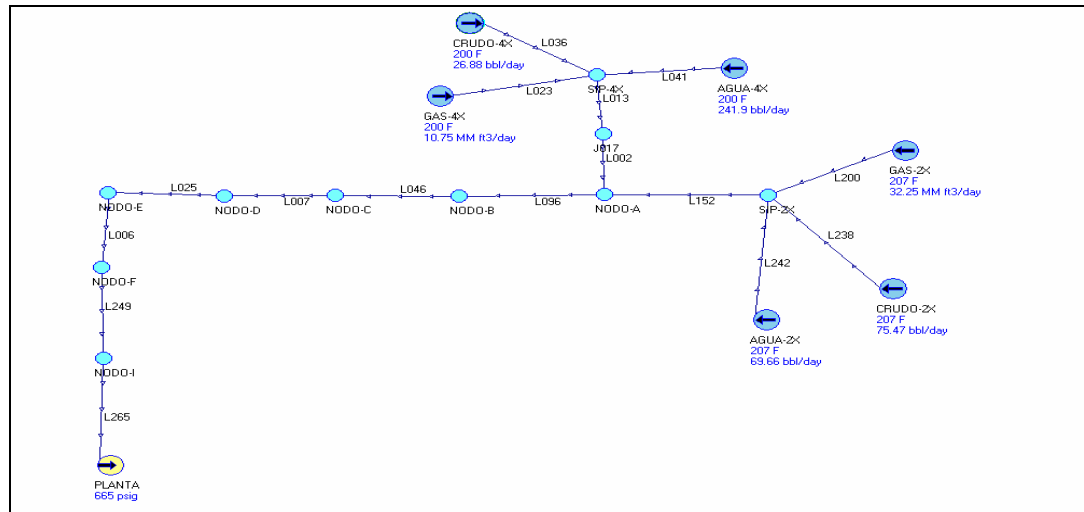 CRUDO-4X
200 F
26.88 bbl/day
L036
L041
AGUA-4X
200 F
241.9 bbl/day
SIP-4X
L023
GAS-4X
200 F
10.75 MM ft3/day
L013
J017
L002
L200
GAS-2X
207 F
32.25 MM ft3/day
L025
NODO-E
L007
NODO-D
L046
NODO-C
L096
NODO-B
NODO-A
L152
SIP-2X
L006
NODO-F
L238
L242
CRUDO-2X
207 F
75.47 bbl/day
L249
AGUA-2X
207 F
69.66 bbl/day
NODO-I
L265
PLANTA
665 psig